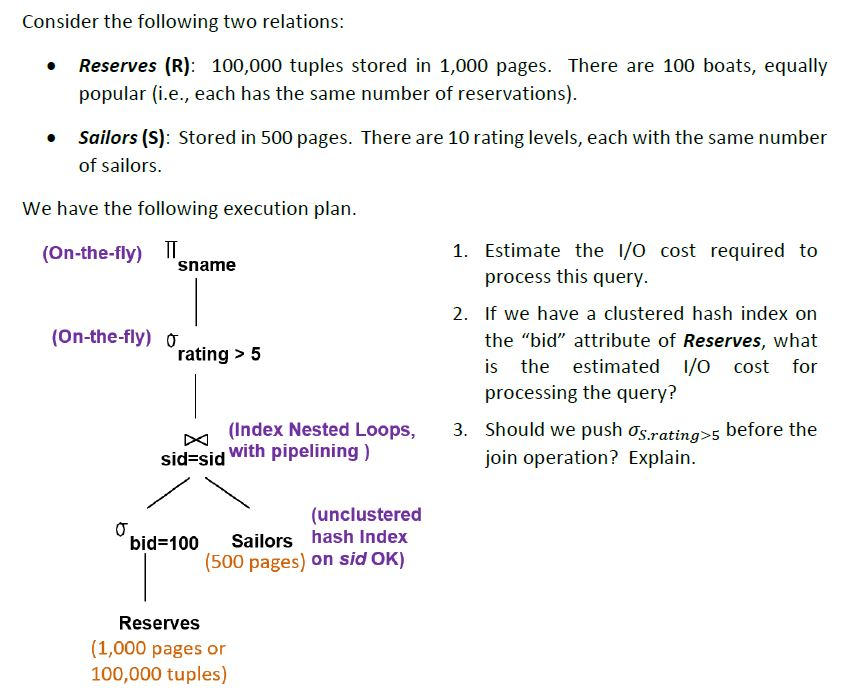 Consider the following two relations:
• Reserves (R): 100,000 tuples stored in 1,000 pages. There are 100 boats, equally
popular (i.e., each has the same number of reservations).
• Sailors (S): Stored in 500 pages. There are 10 rating levels, each with the same number
of sailors.
We have the following execution plan.
(On-the-fly) π sname
(On-the-fly) σ rating > 5
⋈ sid=sid (Index Nested Loops,
with pipelining )
σ bid=100
Sailors
(500 pages)
(unclustered
hash Index
on sid OK)
Reserves
(1,000 pages or
100,000 tuples)
1. Estimate the I/O cost required to
process this query.
2. If we have a clustered hash index on
the “bid” attribute of Reserves, what
is the estimated I/O cost for
processing the query?
3. Should we push σS.rating>5 before the
join operation? Explain.